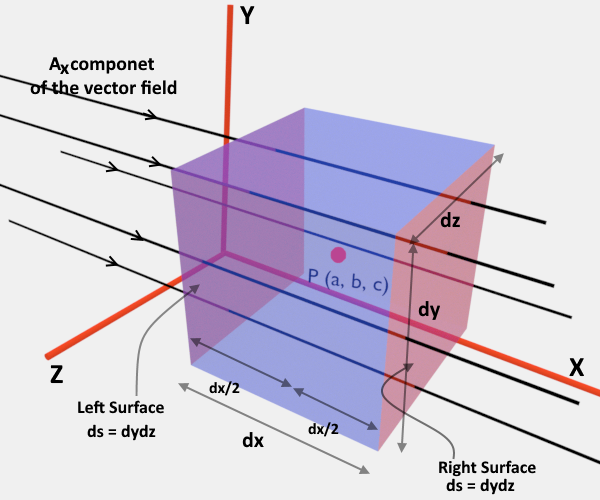 Y
Axcomponet
of the vector field
dz
P (a, b, c)
dy
X
Z
dx/2
Left Surface
ds = dydz
dx/2
dx
Right Surface
ds = dydz